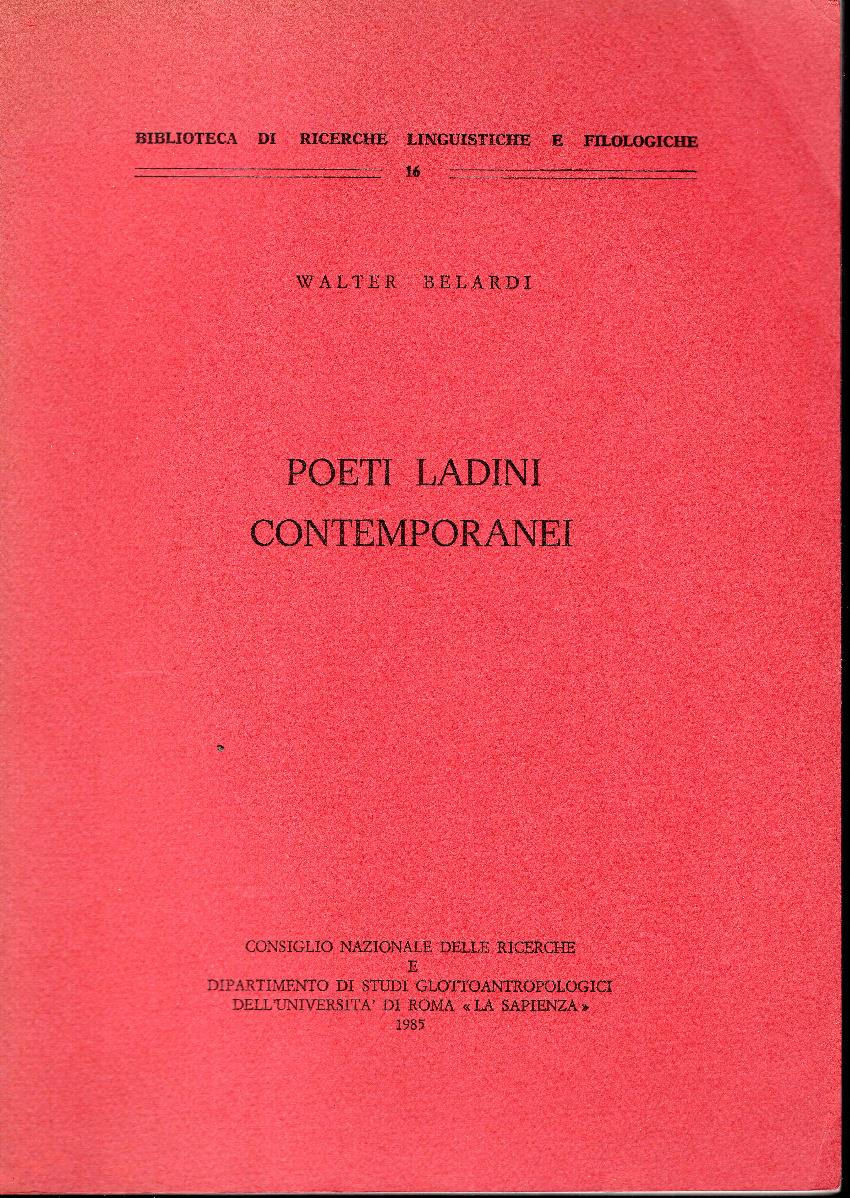 BIBLIOTECA DI RICERCHE LINGUISTICHE E FILOLOGICHE
16
WALTER BELARDI
POETI LADINI
CONTEMPORANEI
CONSIGLIO NAZIONALE DELLE RICERCHE
E
DIPARTIMENTO DI STUDI GLOTTOANTROPOLOGICI
DELL'UNIVERSITA' DI ROMA «LA SAPIENZA»
1985